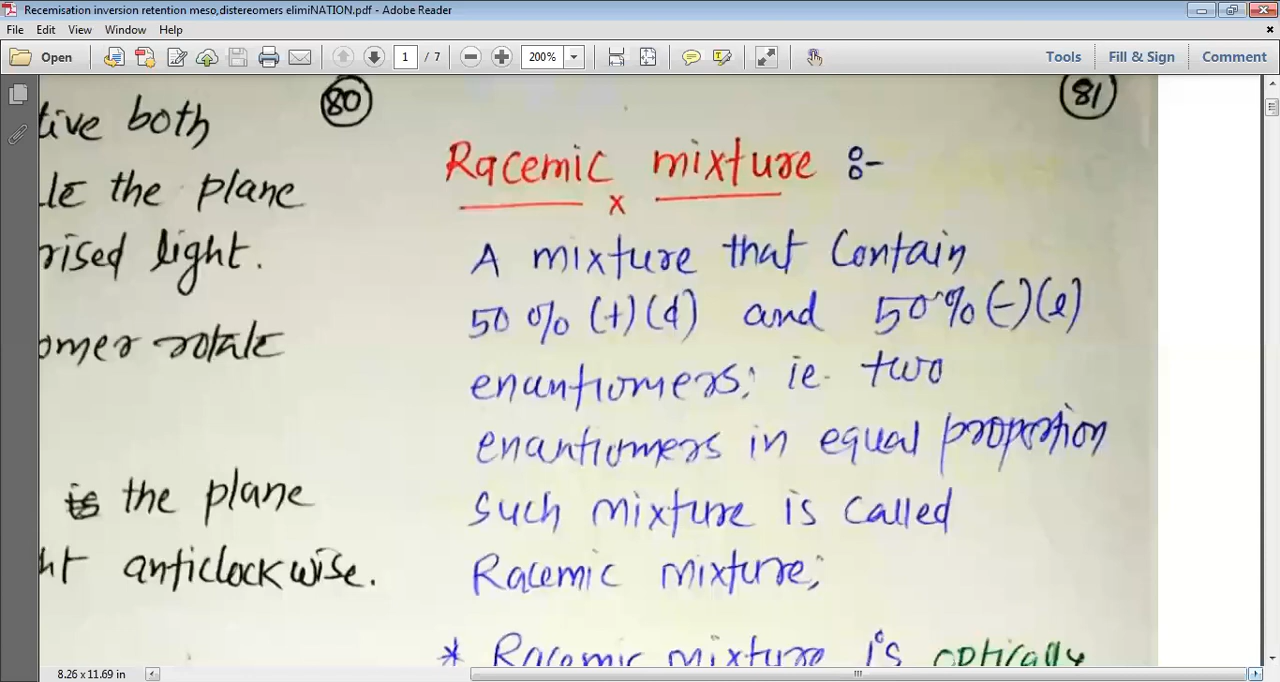 Recemisation inversion retention meso,distereomers elimiNATION.pdf - Adobe Reader
File Edit View Window Help
Open 1 / 7 200% Tools Fill & Sign Comment
80
tive both
the plane
rised light.
omer rotate
is the plane
ht anticlockwise.
81
Racemic mixture :-
x
A mixture that Contain
50% (+)(d) and 50%(-)(l)
enantiomers; ie. two
enantiomers in equal proportion
Such mixture is Called
Racemic mixture;
* Racemic mixture is optically
8.26 x 11.69 in